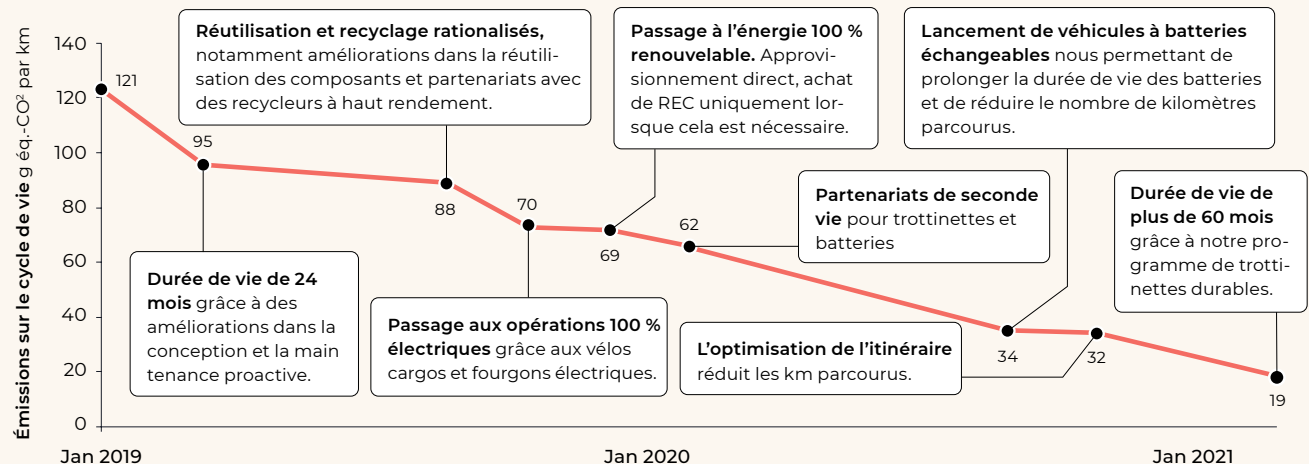 Émissions sur le cycle de vie g éq.-CO² par km
140
120
100
80
60
40
20
0
Jan 2019
Jan 2020
Jan 2021
121
95
Durée de vie de 24
mois grâce à des
améliorations dans la
conception et la main
tenance proactive.
Réutilisation et recyclage rationalisés,
notamment améliorations dans la réutili-
sation des composants et partenariats avec
des recycleurs à haut rendement.
88
70
Passage aux opérations 100 %
électriques grâce aux vélos
cargos et fourgons électriques.
Passage à l'énergie 100 %
renouvelable. Approvi-
sionnement direct, achat
de REC uniquement lor-
sque cela est nécessaire.
69
62
Partenariats de seconde
vie pour trottinettes et
batteries
Lancement de véhicules à batteries
échangeables nous permettant de
prolonger la durée de vie des batteries
et de réduire le nombre de kilomètres
parcourus.
34
L'optimisation de l'itinéraire
réduit les km parcourus.
32
Durée de vie de
plus de 60 mois
grâce à notre pro-
gramme de trotti-
nettes durables.
19